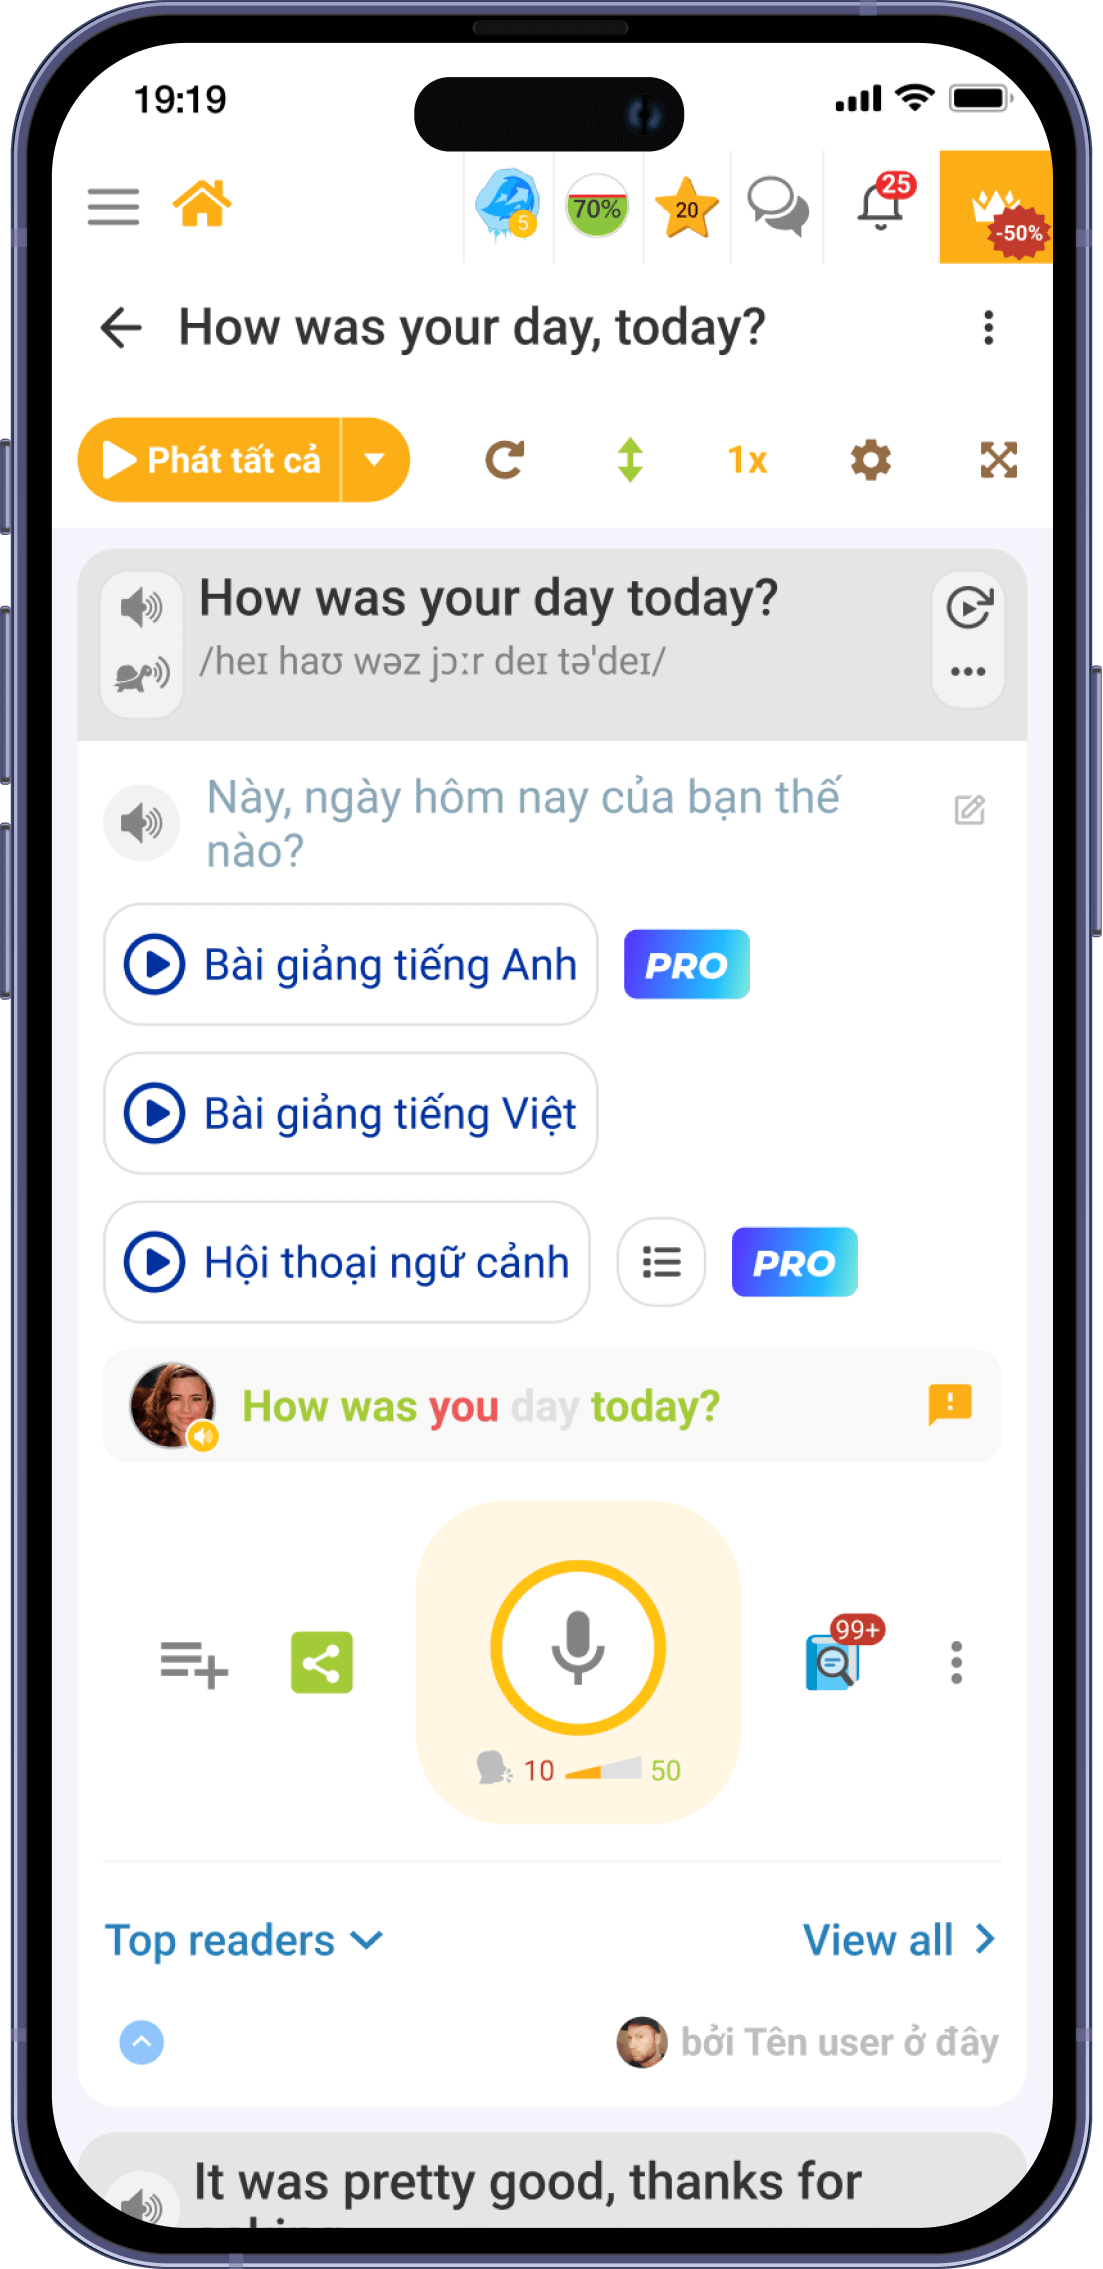 19:19
5
70%
20
25
-50%
How was your day, today?
Phát tất cả
1x
How was your day today?
/heɪ haʊ wəz jɔːr deɪ tə'deɪ/
Này, ngày hôm nay của bạn thế
nào?
Bài giảng tiếng Anh
PRO
Bài giảng tiếng Việt
Hội thoại ngữ cảnh
PRO
How was you day today?
99+
10
50
Top readers
View all
bởi Tên user ở đây
It was pretty good, thanks for